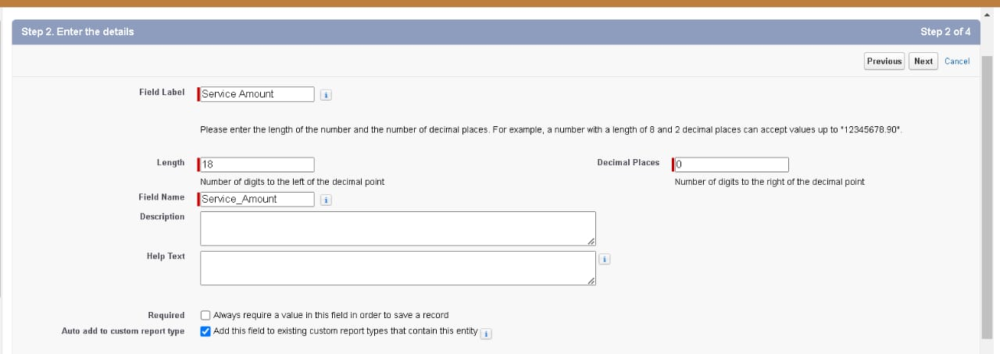 Step 2. Enter the details Step 2 of 4
Previous Next Cancel
Field Label Service Amount i
Please enter the length of the number and the number of decimal places. For example, a number with a length of 8 and 2 decimal places can accept values up to "12345678.90".
Length 18 Decimal Places 0
Number of digits to the left of the decimal point Number of digits to the right of the decimal point
Field Name Service_Amount i
Description
Help Text i
Required Always require a value in this field in order to save a record
Auto add to custom report type Add this field to existing custom report types that contain this entity i